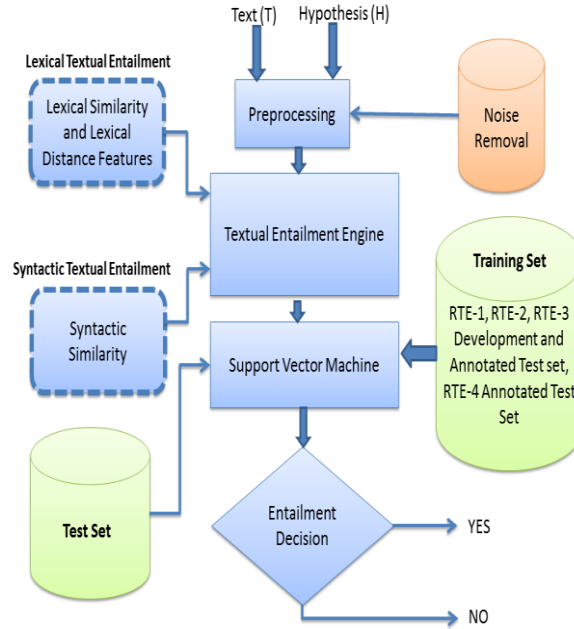 Text (T)
Hypothesis (H)
Lexical Textual Entailment
Lexical Similarity
and Lexical
Distance Features
Preprocessing
Noise
Removal
Textual Entailment Engine
Syntactic Textual Entailment
Syntactic
Similarity
Training Set
RTE-1, RTE-2, RTE-3
Development and
Annotated Test set,
RTE-4 Annotated Test
Set
Support Vector Machine
Test Set
Entailment
Decision
YES
NO